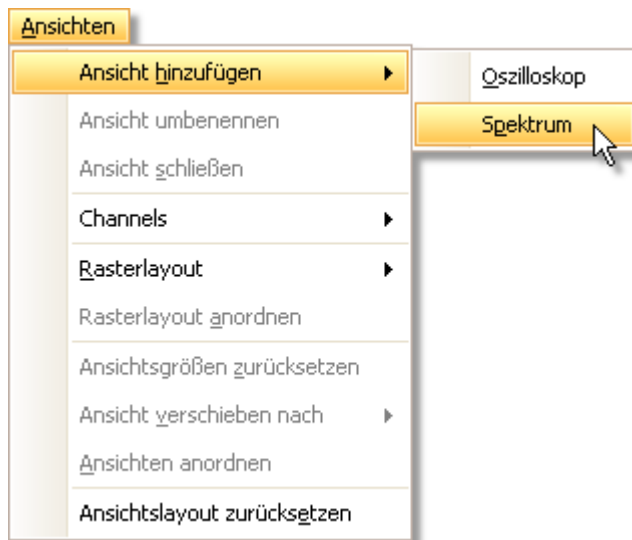 Ansichten
Ansicht hinzufügen
Oszilloskop
Spektrum
Ansicht umbenennen
Ansicht schließen
Channels
Rasterlayout
Rasterlayout anordnen
Ansichtsgrößen zurücksetzen
Ansicht verschieben nach
Ansichten anordnen
Ansichtslayout zurücksetzen